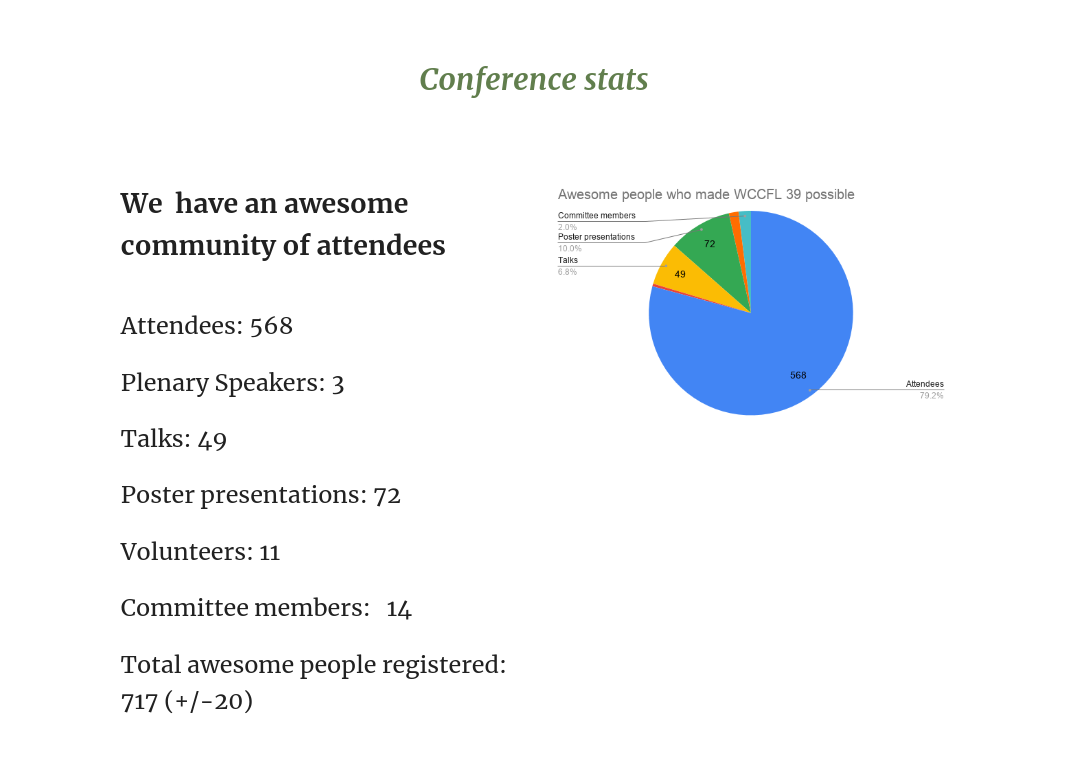 Conference stats
We  have an awesome
community of attendees
Attendees: 568
Plenary Speakers: 3
Talks: 49
Poster presentations: 72
Volunteers: 11
Committee members:   14
Total awesome people registered:
717 (+/-20)
Awesome people who made WCCFL 39 possible
Committee members
2.0%
Poster presentations
10.0%
Talks
6.8%
72
49
568
Attendees
79.2%